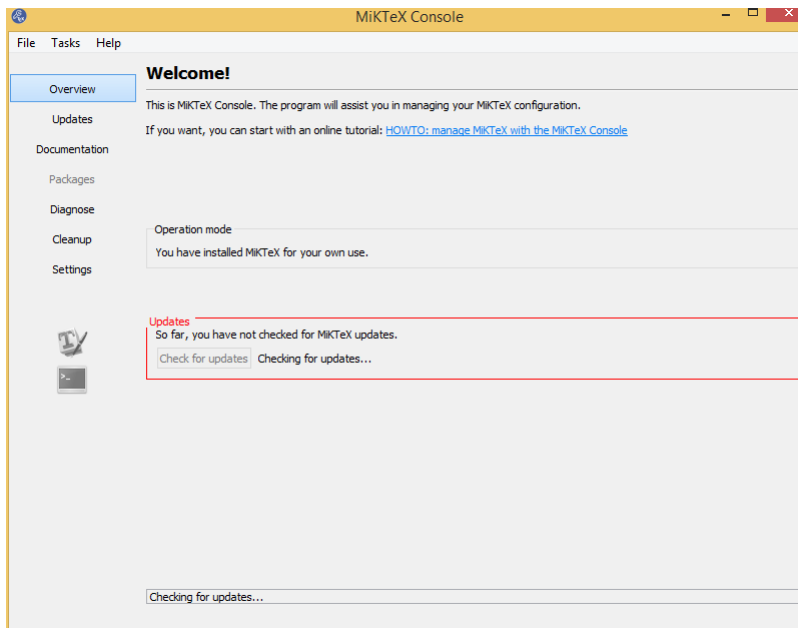 MiKTeX Console
File Tasks Help
Overview
Updates
Documentation
Packages
Diagnose
Cleanup
Settings
Welcome!
This is MiKTeX Console. The program will assist you in managing your MiKTeX configuration.
If you want, you can start with an online tutorial: HOWTO: manage MiKTeX with the MiKTeX Console
Operation mode
You have installed MiKTeX for your own use.
Updates
So far, you have not checked for MiKTeX updates.
Check for updates Checking for updates...
Checking for updates...